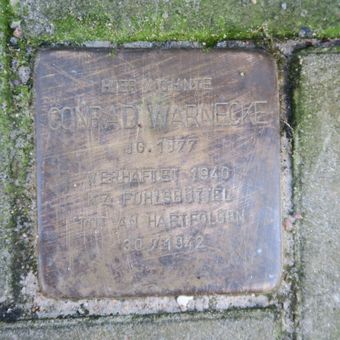 HIER WOHNTE
CONRAD WARNECKE
JG. 1877
VERHAFTET 1940
KZ FUHLSBÜTTEL
TOT AN HAFTFOLGEN
30.7.1942